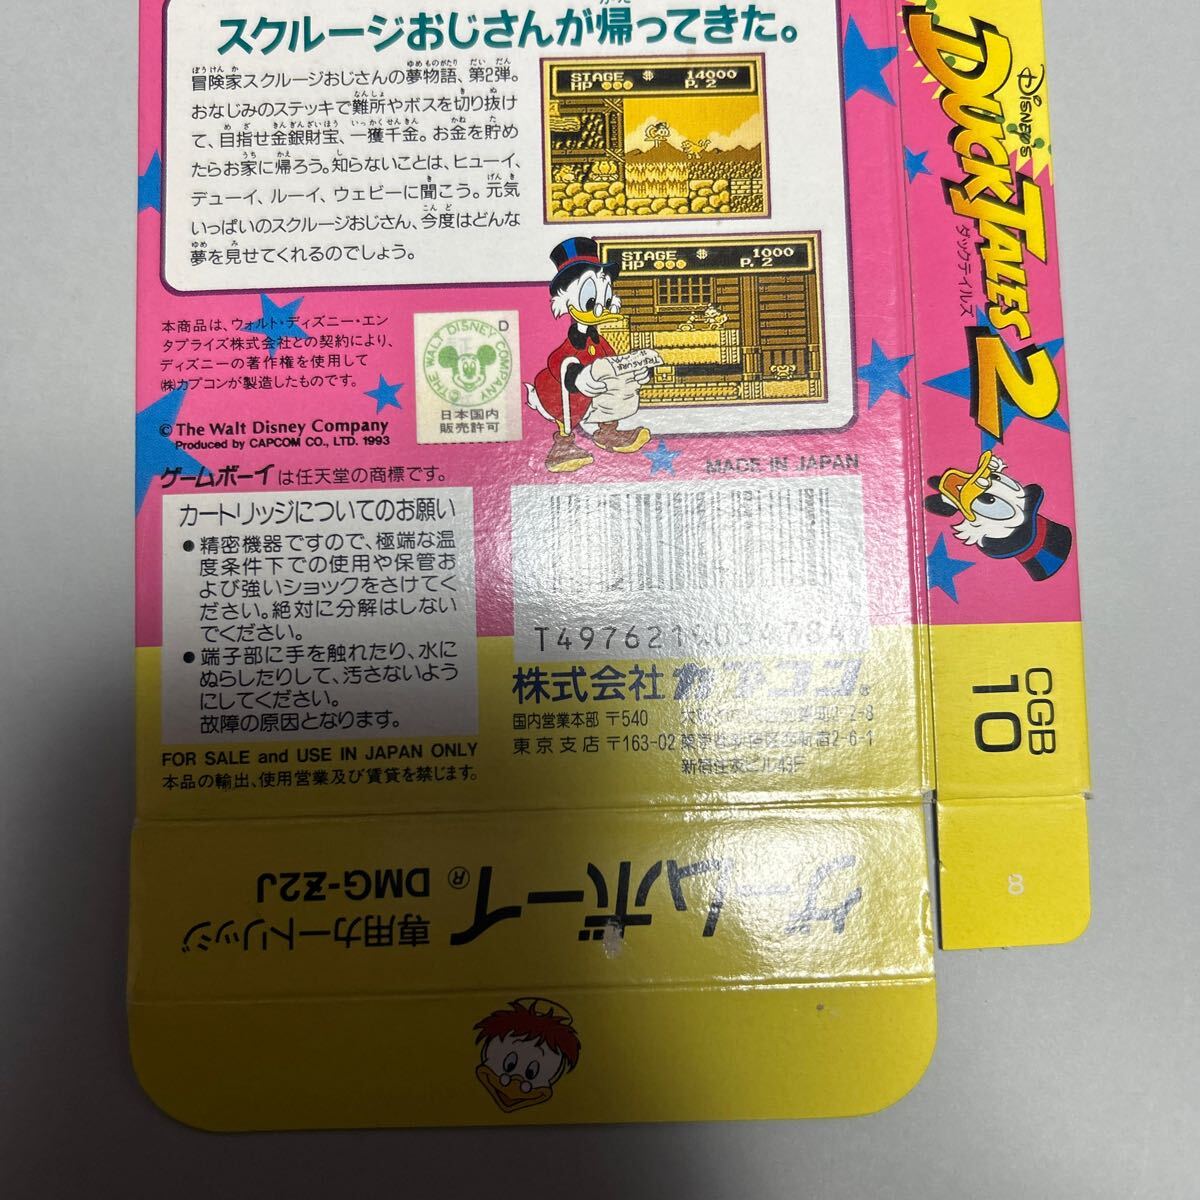 スクルージおじさんが帰ってきた。
冒険家スクルージおじさんの夢物語、第2弾。
おなじみのステッキで難所やボスを切り抜け
て、目指せ金銀財宝、一獲千金。お金を貯め
たらお家に帰ろう。知らないことは、ヒューイ、
デューイ、ルーイ、ウェビーに聞こう。元気
いっぱいのスクルージおじさん、今度はどんな
夢を見せてくれるのでしょう。
STAGE $ 14000
HP P. 2
STAGE $ 1000
HP P. 2
TREASURE
本商品は、ウォルト・ディズニー・エン
タプライズ株式会社との契約により、
ディズニーの著作権を使用して
㈱カプコンが製造したものです。
© The Walt Disney Company
Produced by CAPCOM CO., LTD. 1993
D
© THE WALT DISNEY COMPANY
日本国内
販売許可
MADE IN JAPAN
ゲームボーイは任天堂の商標です。
カートリッジについてのお願い
●精密機器ですので、極端な温
度条件下での使用や保管お
よび強いショックをさけてく
ださい。絶対に分解はしない
でください。
●端子部に手を触れたり、水に
ぬらしたりして、汚さないよう
にしてください。
故障の原因となります。
FOR SALE and USE IN JAPAN ONLY
本品の輸出、使用営業及び賃貸を禁じます。
株式会社
国内営業本部 〒540
東京支店 〒163-02
新宿住友ビル43F
ゲームボーイ®
専用カートリッジ
DMG-Z2J
DISNEY'S
DUCKTALES 2
ダックテイルズ
CGB
10
8